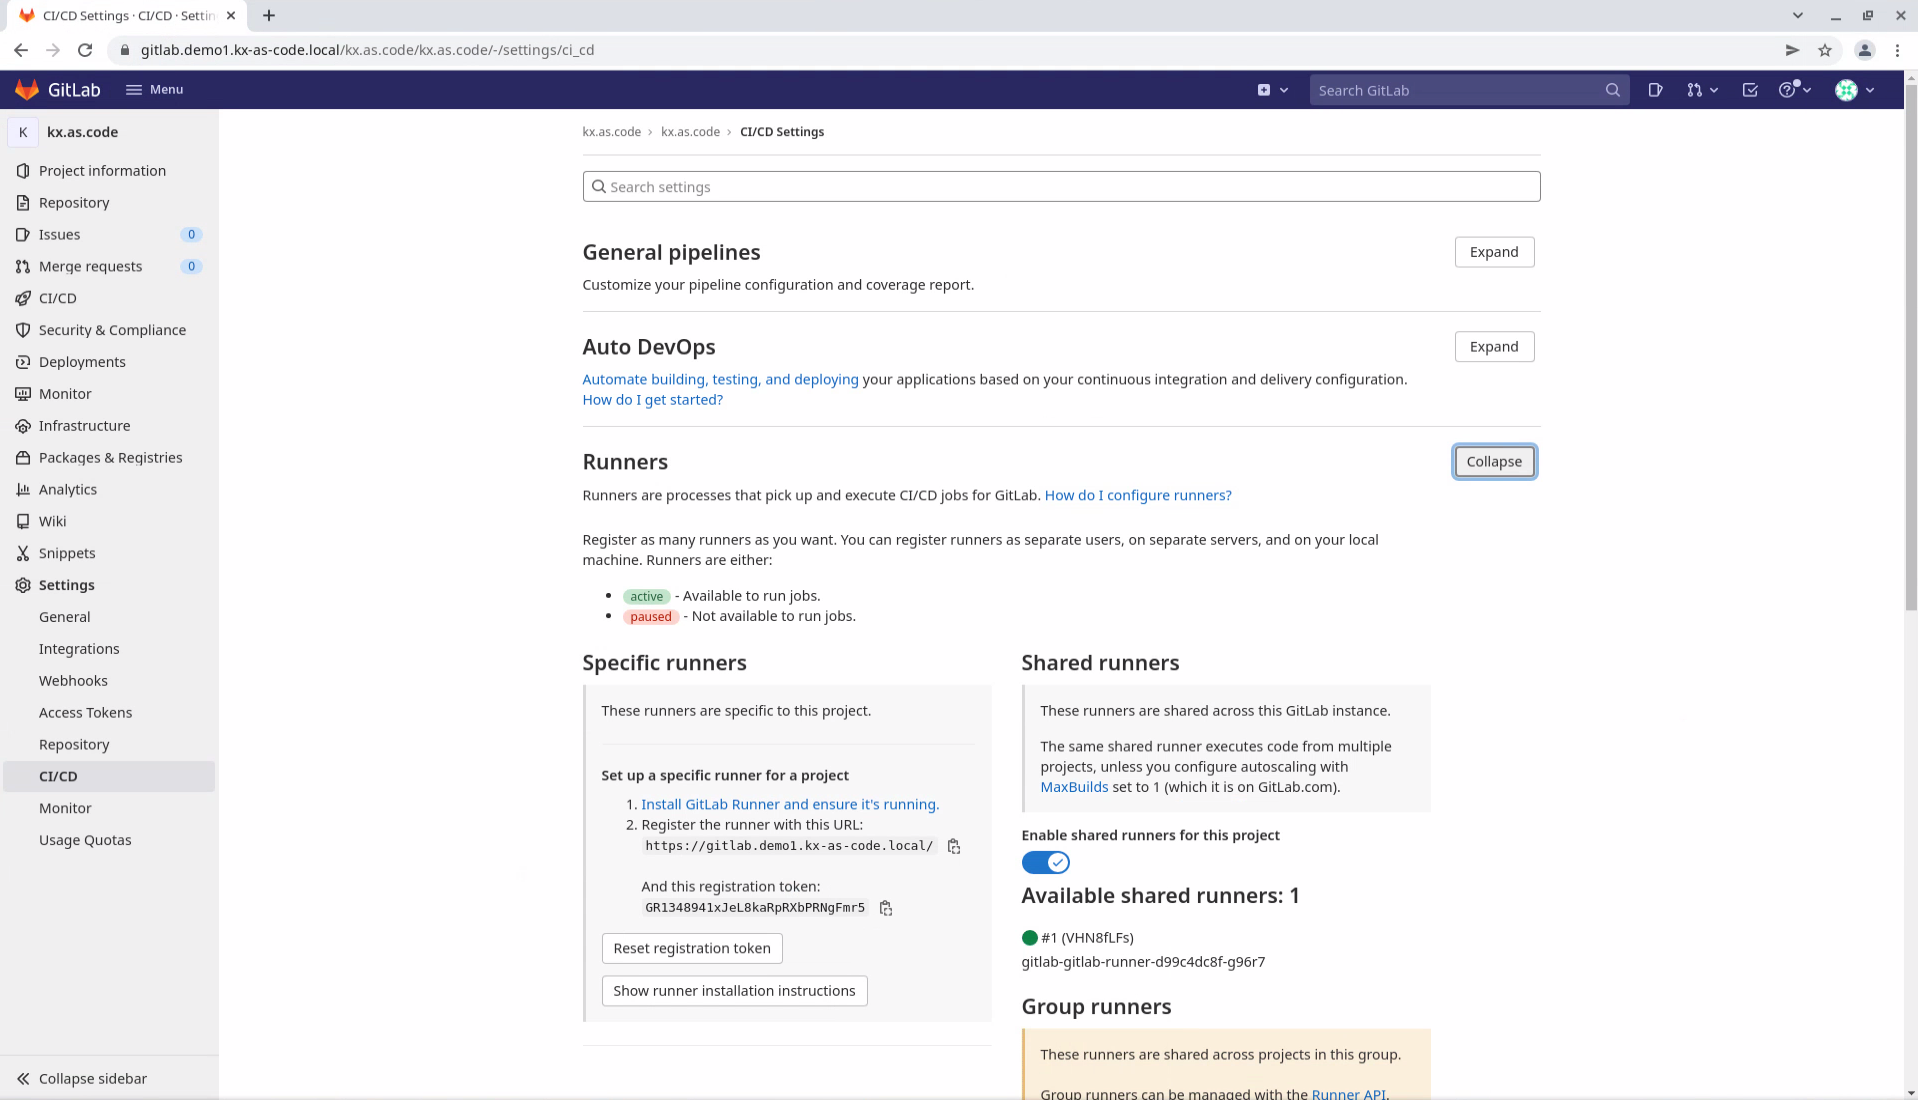 CI/CD Settings · CI/CD · Settin
gitlab.demo1.kx-as-code.local/kx.as.code/kx.as.code/-/settings/ci_cd
GitLab
Menu
Search GitLab
K
kx.as.code
Project information
Repository
Issues 0
Merge requests 0
CI/CD
Security & Compliance
Deployments
Monitor
Infrastructure
Packages & Registries
Analytics
Wiki
Snippets
Settings
General
Integrations
Webhooks
Access Tokens
Repository
CI/CD
Monitor
Usage Quotas
Collapse sidebar
kx.as.code › kx.as.code › CI/CD Settings
Search settings
General pipelines
Expand
Customize your pipeline configuration and coverage report.
Auto DevOps
Expand
Automate building, testing, and deploying your applications based on your continuous integration and delivery configuration.
How do I get started?
Runners
Collapse
Runners are processes that pick up and execute CI/CD jobs for GitLab. How do I configure runners?
Register as many runners as you want. You can register runners as separate users, on separate servers, and on your local
machine. Runners are either:
• active - Available to run jobs.
• paused - Not available to run jobs.
Specific runners
These runners are specific to this project.
Set up a specific runner for a project
1. Install GitLab Runner and ensure it's running.
2. Register the runner with this URL:
https://gitlab.demo1.kx-as-code.local/
And this registration token:
GR1348941xJeL8kaRpRXbPRNgFmr5
Reset registration token
Show runner installation instructions
Shared runners
These runners are shared across this GitLab instance.
The same shared runner executes code from multiple
projects, unless you configure autoscaling with
MaxBuilds set to 1 (which it is on GitLab.com).
Enable shared runners for this project
Available shared runners: 1
#1 (VHN8fLFs)
gitlab-gitlab-runner-d99c4dc8f-g96r7
Group runners
These runners are shared across projects in this group.
Group runners can be managed with the Runner API.